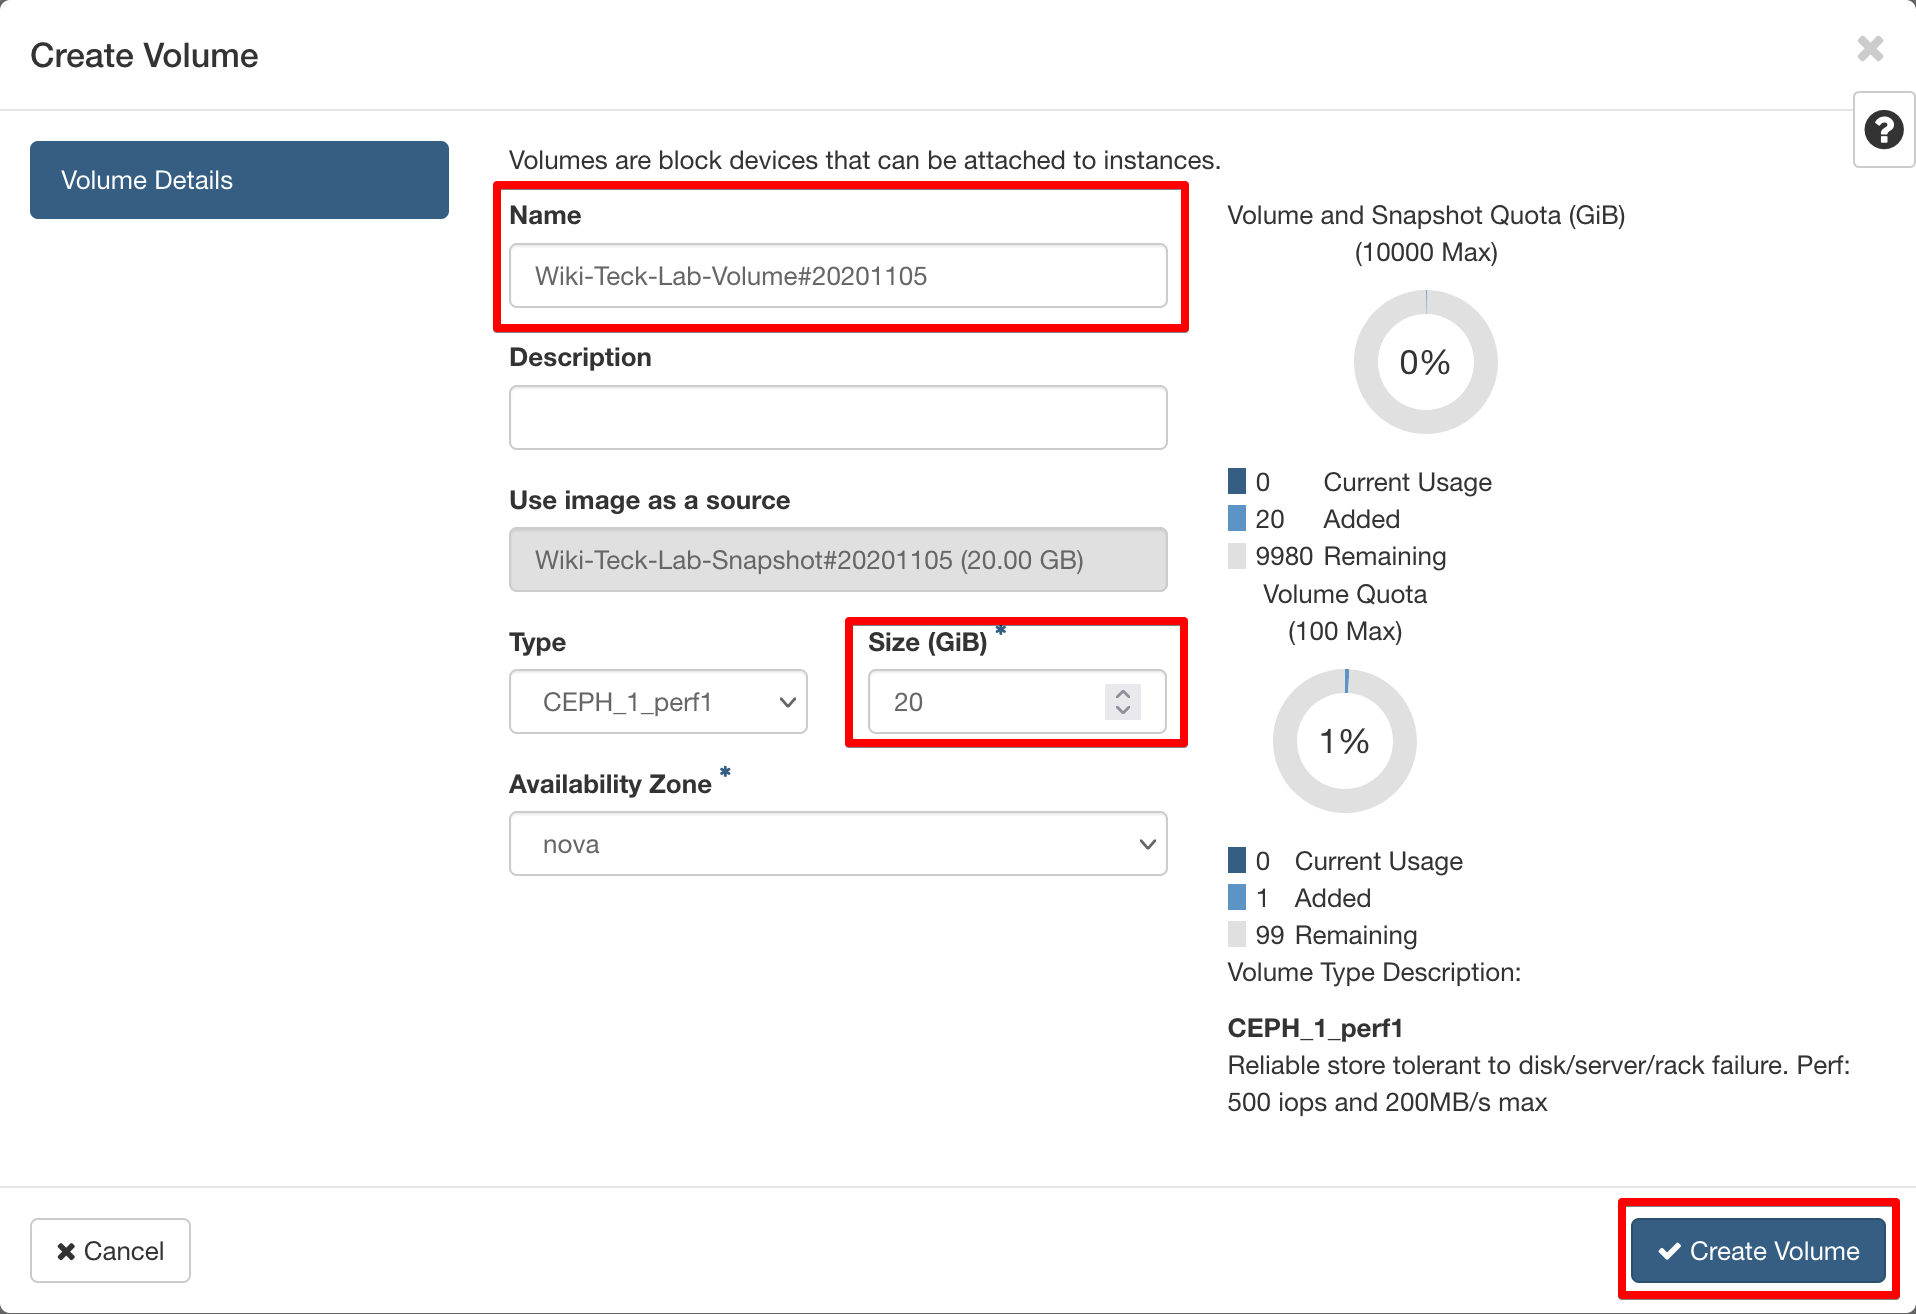 Create Volume
Volume Details
Volumes are block devices that can be attached to instances.
Name
Wiki-Teck-Lab-Volume#20201105
Description
Use image as a source
Wiki-Teck-Lab-Snapshot#20201105 (20.00 GB)
Type
CEPH_1_perf1
Size (GiB) *
20
Availability Zone *
nova
Volume and Snapshot Quota (GiB)
(10000 Max)
0%
0 Current Usage
20 Added
9980 Remaining
Volume Quota
(100 Max)
1%
0 Current Usage
1 Added
99 Remaining
Volume Type Description:
CEPH_1_perf1
Reliable store tolerant to disk/server/rack failure. Perf:
500 iops and 200MB/s max
Cancel
Create Volume